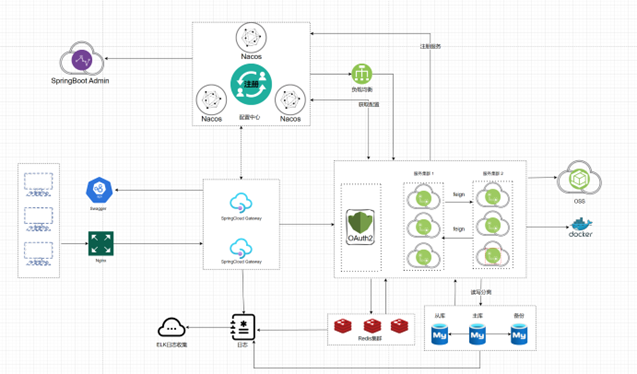 Nacos
注册服务
SpringBoot Admin
注册
负载均衡
Nacos
Nacos
获取配置
配置中心
服务集群 1
服务集群 2
Swagger
SpringCloud Gateway
feign
OSS
OAuth2
feign
docker
Nginx
SpringCloud Gateway
读写分离
从库
主库
备份
My
My
My
ELK日志收集
日志
Redis集群